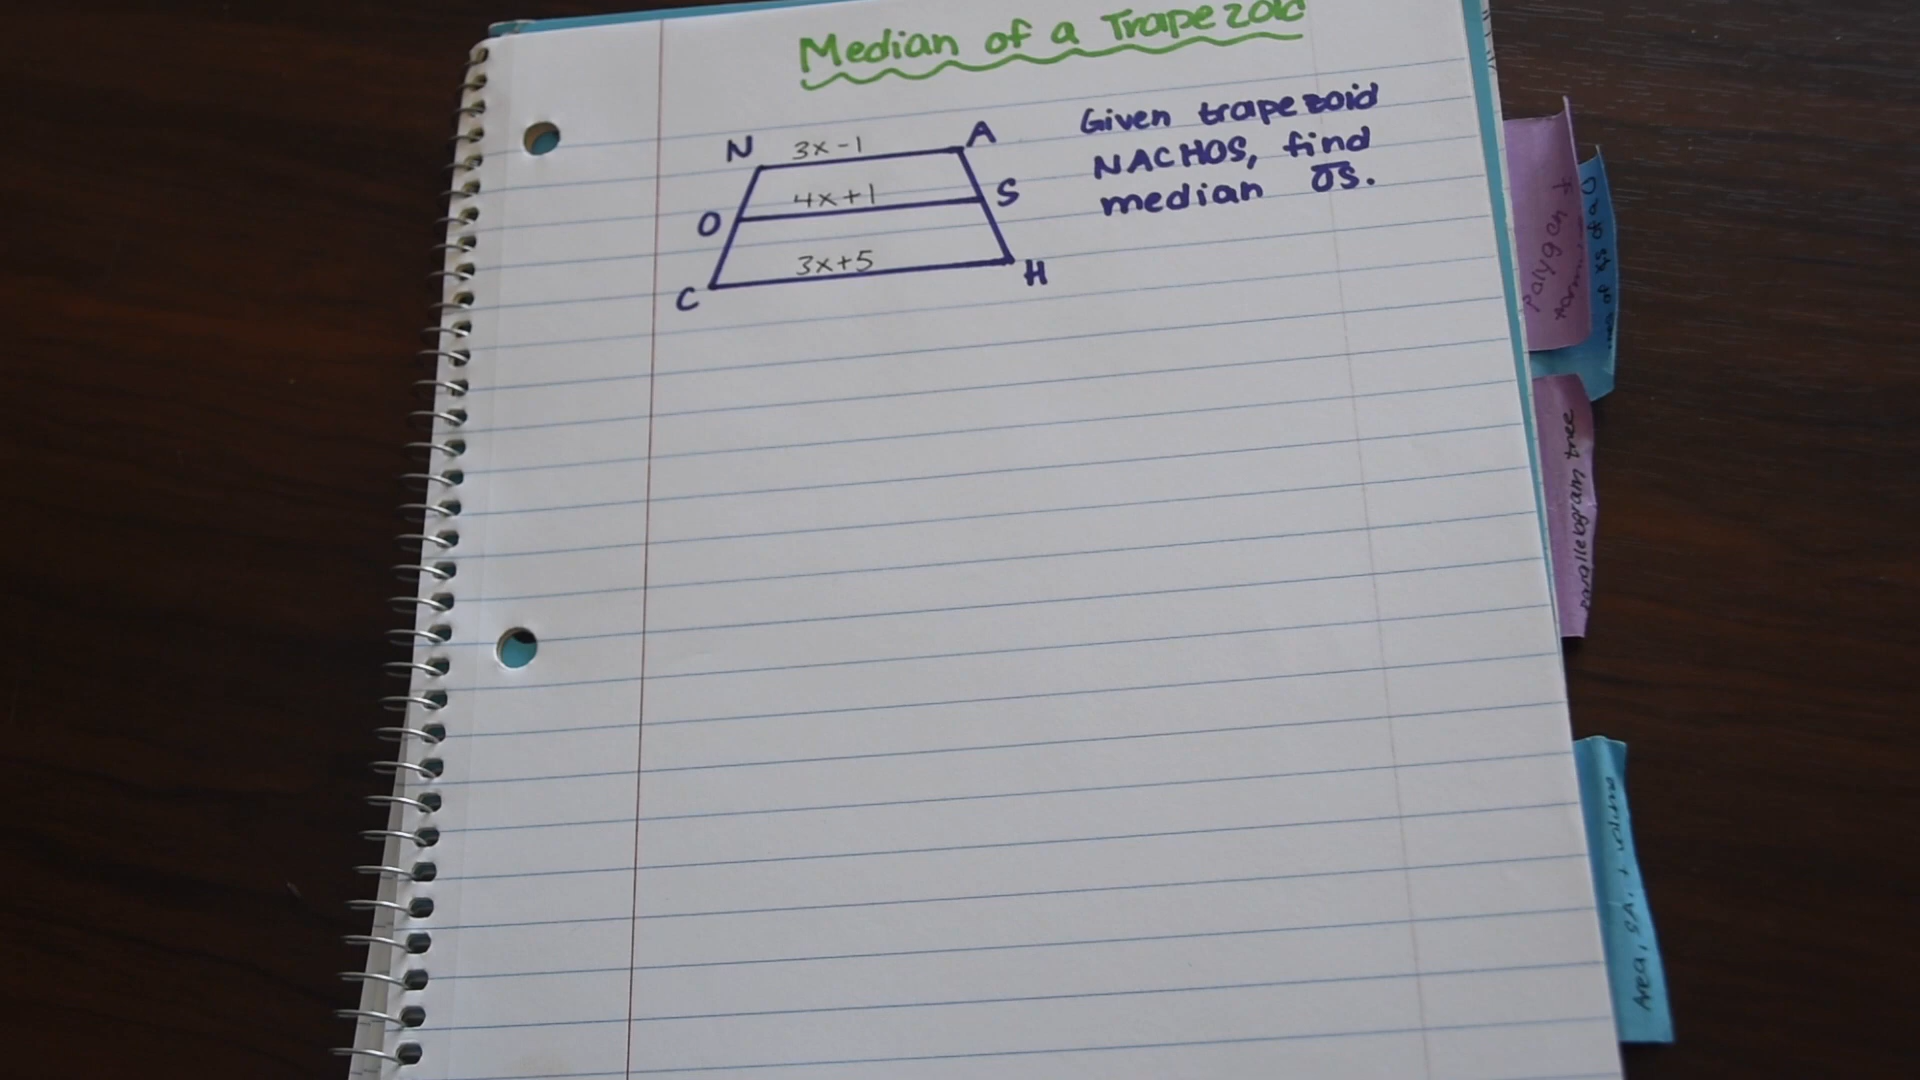 Median of a Trapezoid
N 3x-1 A
4x+1
O S
3x+5
C H
Given trapezoid
NACHOS, find
median O̅S̅.
Polygon
parallelogram tree
Area, SA, + volume